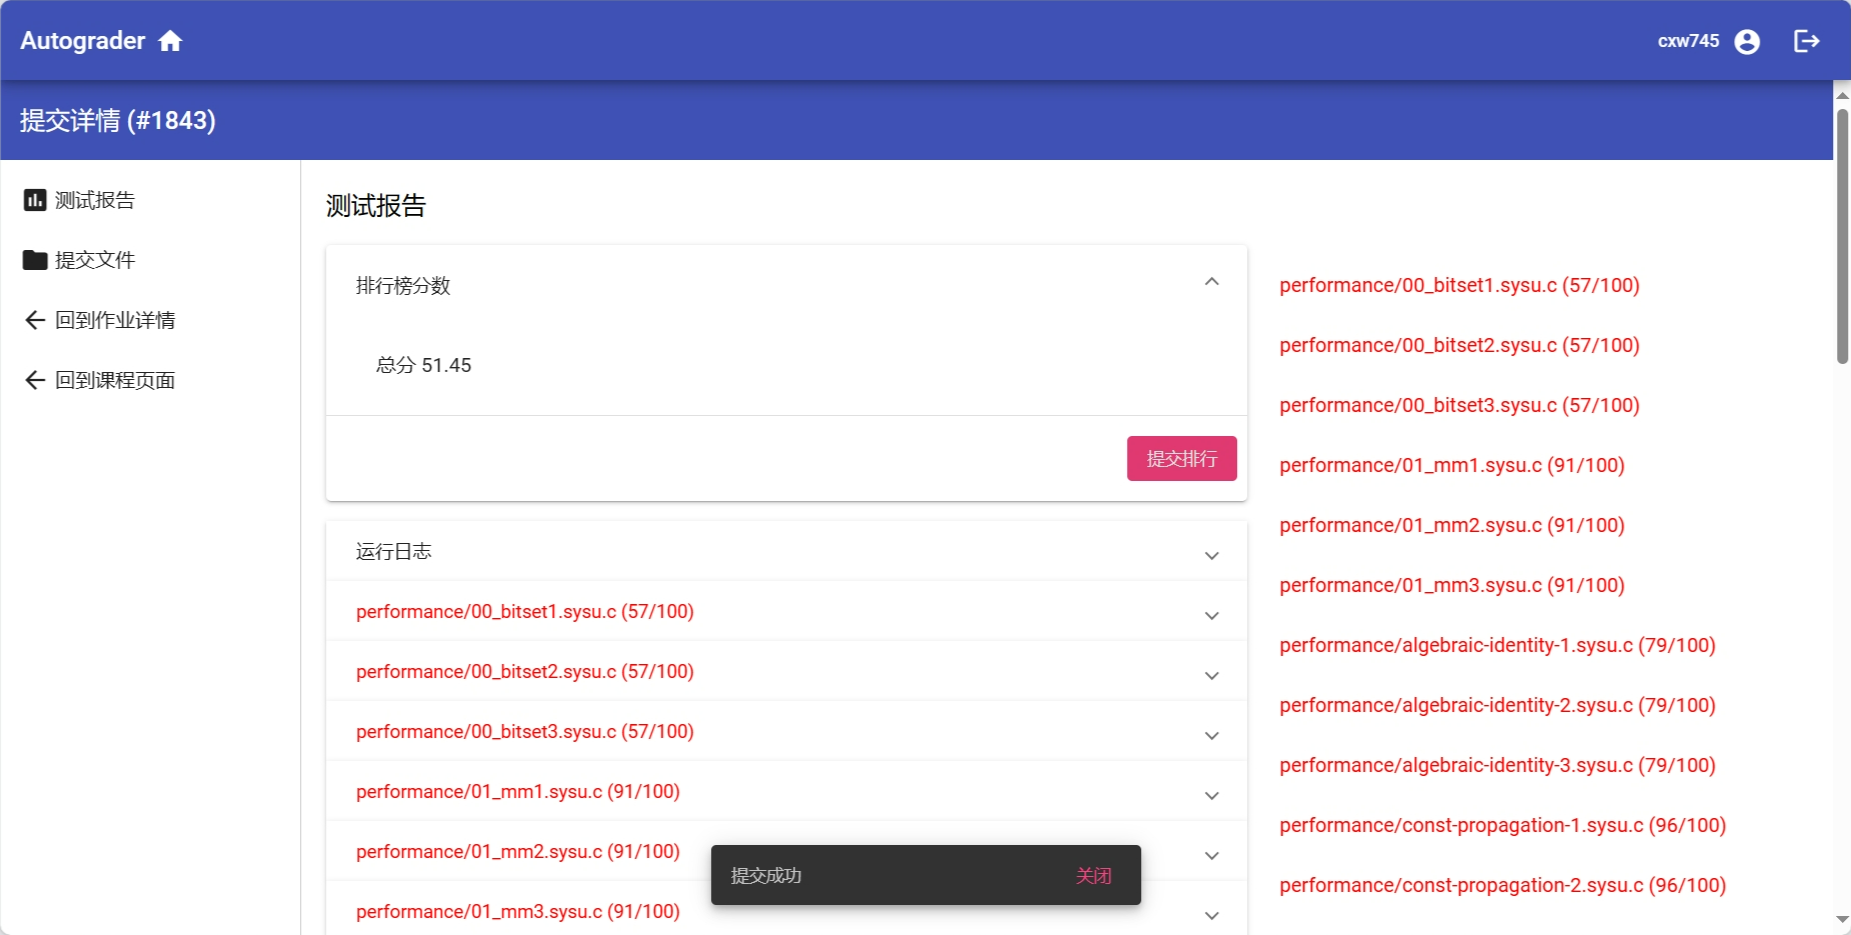 Autograder
cxw745
提交详情 (#1843)
测试报告
提交文件
回到作业详情
回到课程页面
测试报告
排行榜分数
总分 51.45
提交排行
运行日志
performance/00_bitset1.sysu.c (57/100)
performance/00_bitset2.sysu.c (57/100)
performance/00_bitset3.sysu.c (57/100)
performance/01_mm1.sysu.c (91/100)
performance/01_mm2.sysu.c (91/100)
performance/01_mm3.sysu.c (91/100)
performance/00_bitset1.sysu.c (57/100)
performance/00_bitset2.sysu.c (57/100)
performance/00_bitset3.sysu.c (57/100)
performance/01_mm1.sysu.c (91/100)
performance/01_mm2.sysu.c (91/100)
performance/01_mm3.sysu.c (91/100)
performance/algebraic-identity-1.sysu.c (79/100)
performance/algebraic-identity-2.sysu.c (79/100)
performance/algebraic-identity-3.sysu.c (79/100)
performance/const-propagation-1.sysu.c (96/100)
performance/const-propagation-2.sysu.c (96/100)
提交成功 关闭